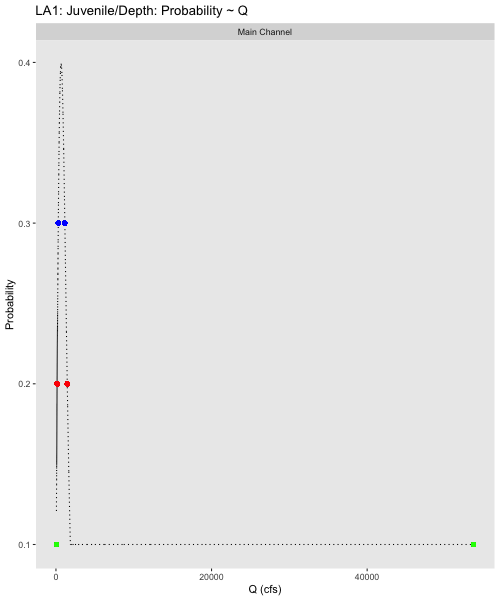 LA1: Juvenile/Depth: Probability ~ Q
Main Channel
0.4
0.3
0.2
0.1
Probability
0
20000
40000
Q (cfs)